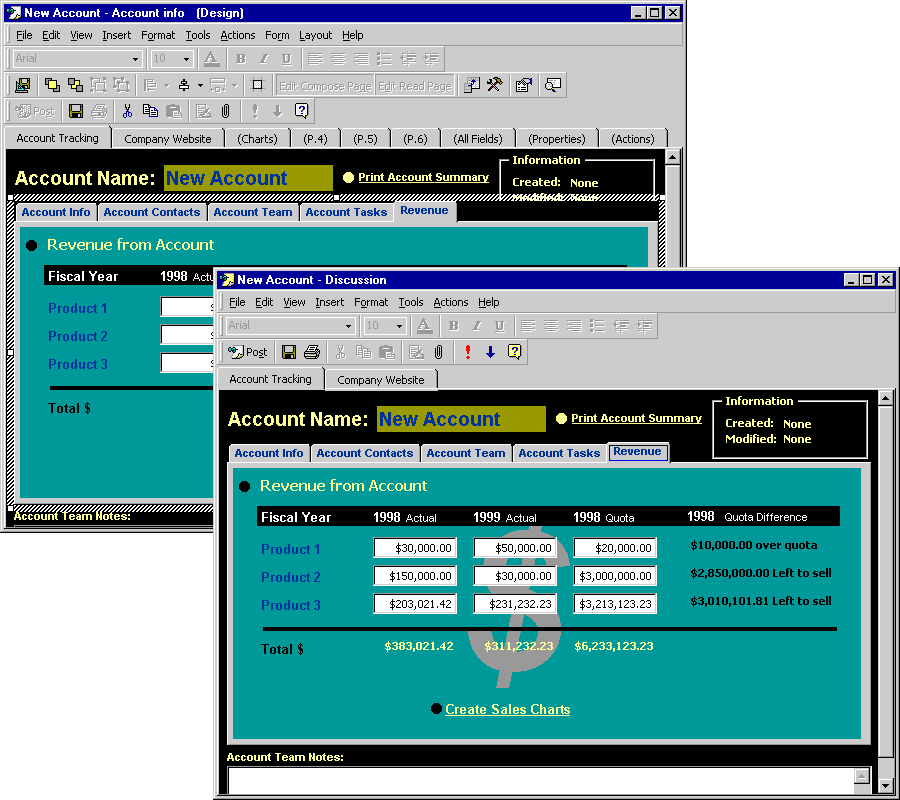 New Account - Account info (Design)
File Edit View Insert Format Tools Actions Form Layout Help
Arial 10 A B I U
Edit Compose Page Edit Read Page
Post
Account Tracking Company Website (Charts) (P.4) (P.5) (P.6) (All Fields) (Properties) (Actions)
Account Name: New Account Print Account Summary
Information
Created: None
Modified: None
Account Info Account Contacts Account Team Account Tasks Revenue
Revenue from Account
Fiscal Year 1998
Product 1
Product 2
Product 3
Total $
Account Team Notes:
New Account - Discussion
File Edit View Insert Format Tools Actions Help
Arial 10 A B I U
Post
Account Tracking Company Website
Account Name: New Account Print Account Summary
Information
Created: None
Modified: None
Account Info Account Contacts Account Team Account Tasks Revenue
Revenue from Account
Fiscal Year 1998 Actual 1999 Actual 1998 Quota 1998 Quota Difference
Product 1 $30,000.00 $50,000.00 $20,000.00 $10,000.00 over quota
Product 2 $150,000.00 $30,000.00 $3,000,000.00 $2,850,000.00 Left to sell
Product 3 $203,021.42 $231,232.23 $3,213,123.23 $3,010,101.81 Left to sell
$
Total $ $383,021.42 $311,232.23 $6,233,123.23
Create Sales Charts
Account Team Notes: